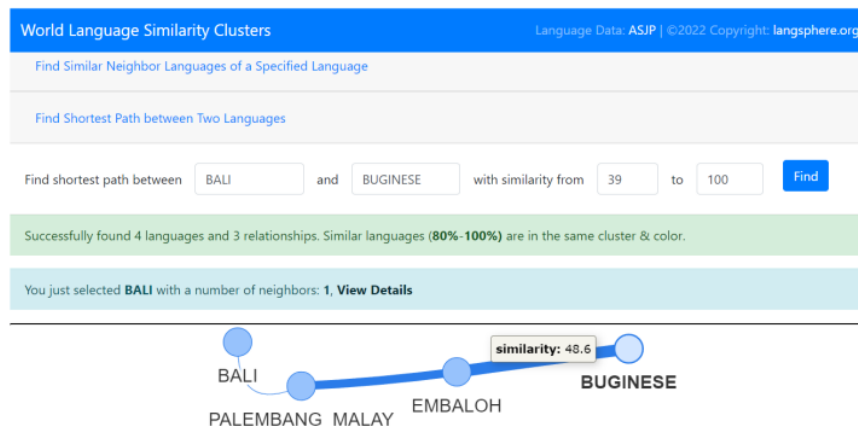 World Language Similarity Clusters Language Data: ASJP | ©2022 Copyright: langsphere.org
Find Similar Neighbor Languages of a Specified Language
Find Shortest Path between Two Languages
Find shortest path between BALI and BUGINESE with similarity from 39 to 100 Find
Successfully found 4 languages and 3 relationships. Similar languages (80%-100%) are in the same cluster & color.
You just selected BALI with a number of neighbors: 1, View Details
similarity: 48.6
BALI
BUGINESE
EMBALOH
PALEMBANG_MALAY